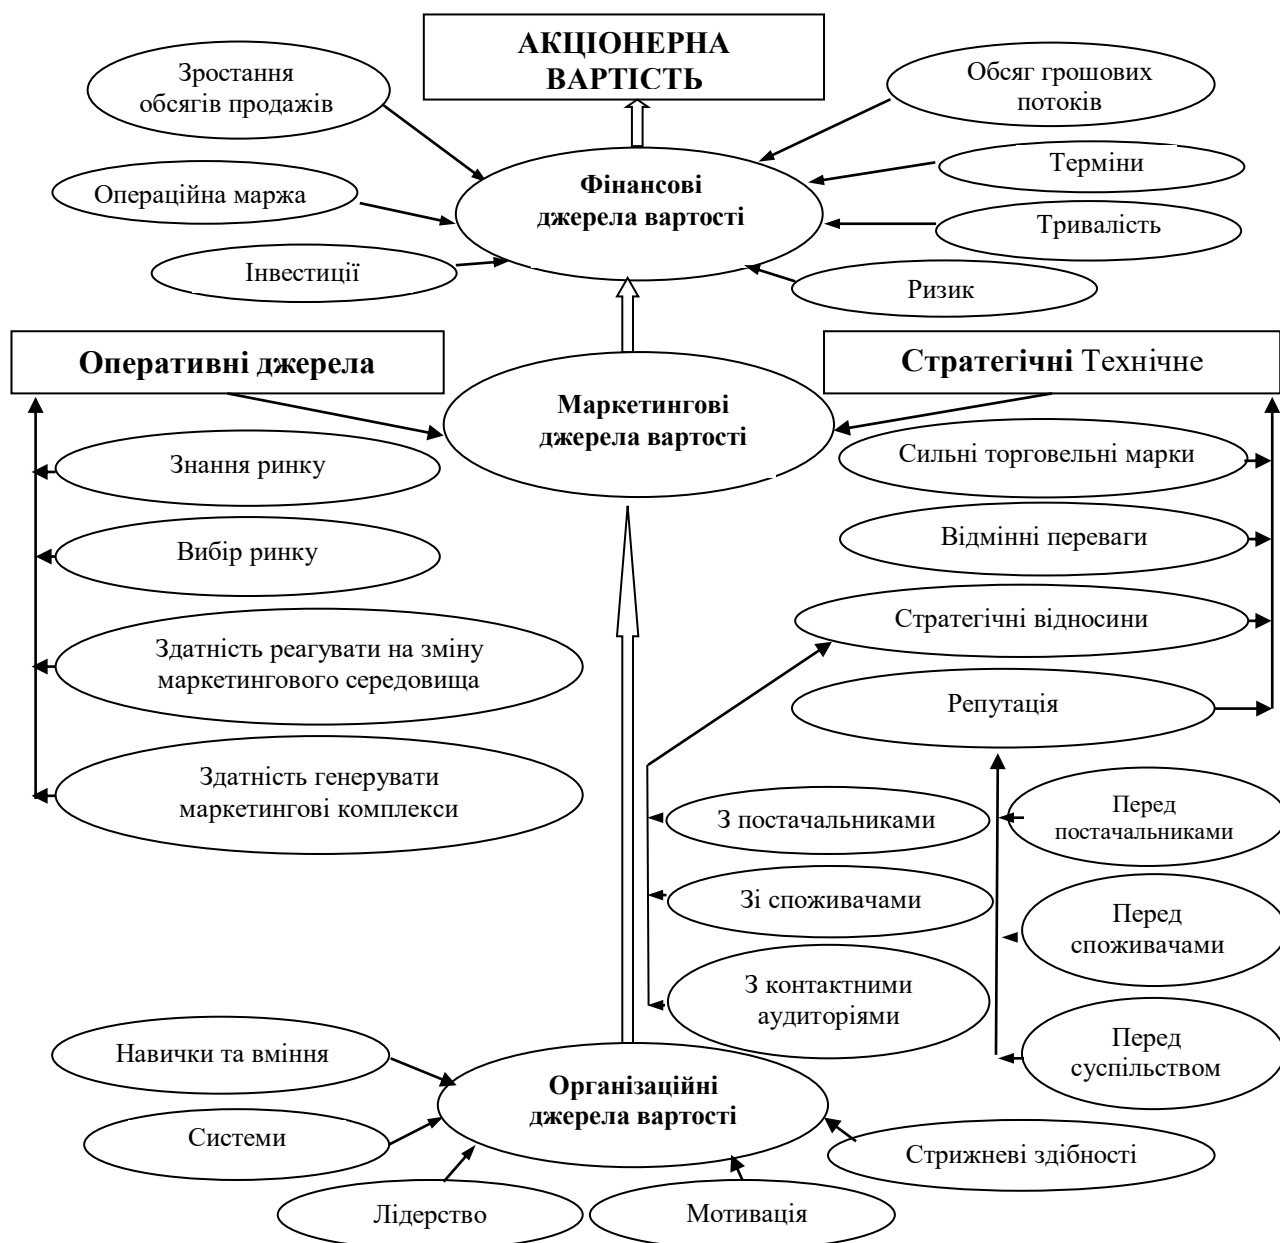 АКЦІОНЕРНА
ВАРТІСТЬ
Зростання
обсягів продажів
Обсяг грошових
потоків
Фінансові
джерела вартості
Терміни
Операційна маржа
Тривалість
Інвестиції
Ризик
Оперативні джерела
Стратегічні Технічне
Маркетингові
джерела вартості
Знання ринку
Вибір ринку
Здатність реагувати на зміну
маркетингового середовища
Здатність генерувати
маркетингові комплекси
Сильні торговельні марки
Відмінні переваги
Стратегічні відносини
Репутація
З постачальниками
Зі споживачами
З контактними
аудиторіями
Перед
постачальниками
Перед
споживачами
Перед
суспільством
Організаційні
джерела вартості
Навички та вміння
Системи
Лідерство
Мотивація
Стрижневі здібності